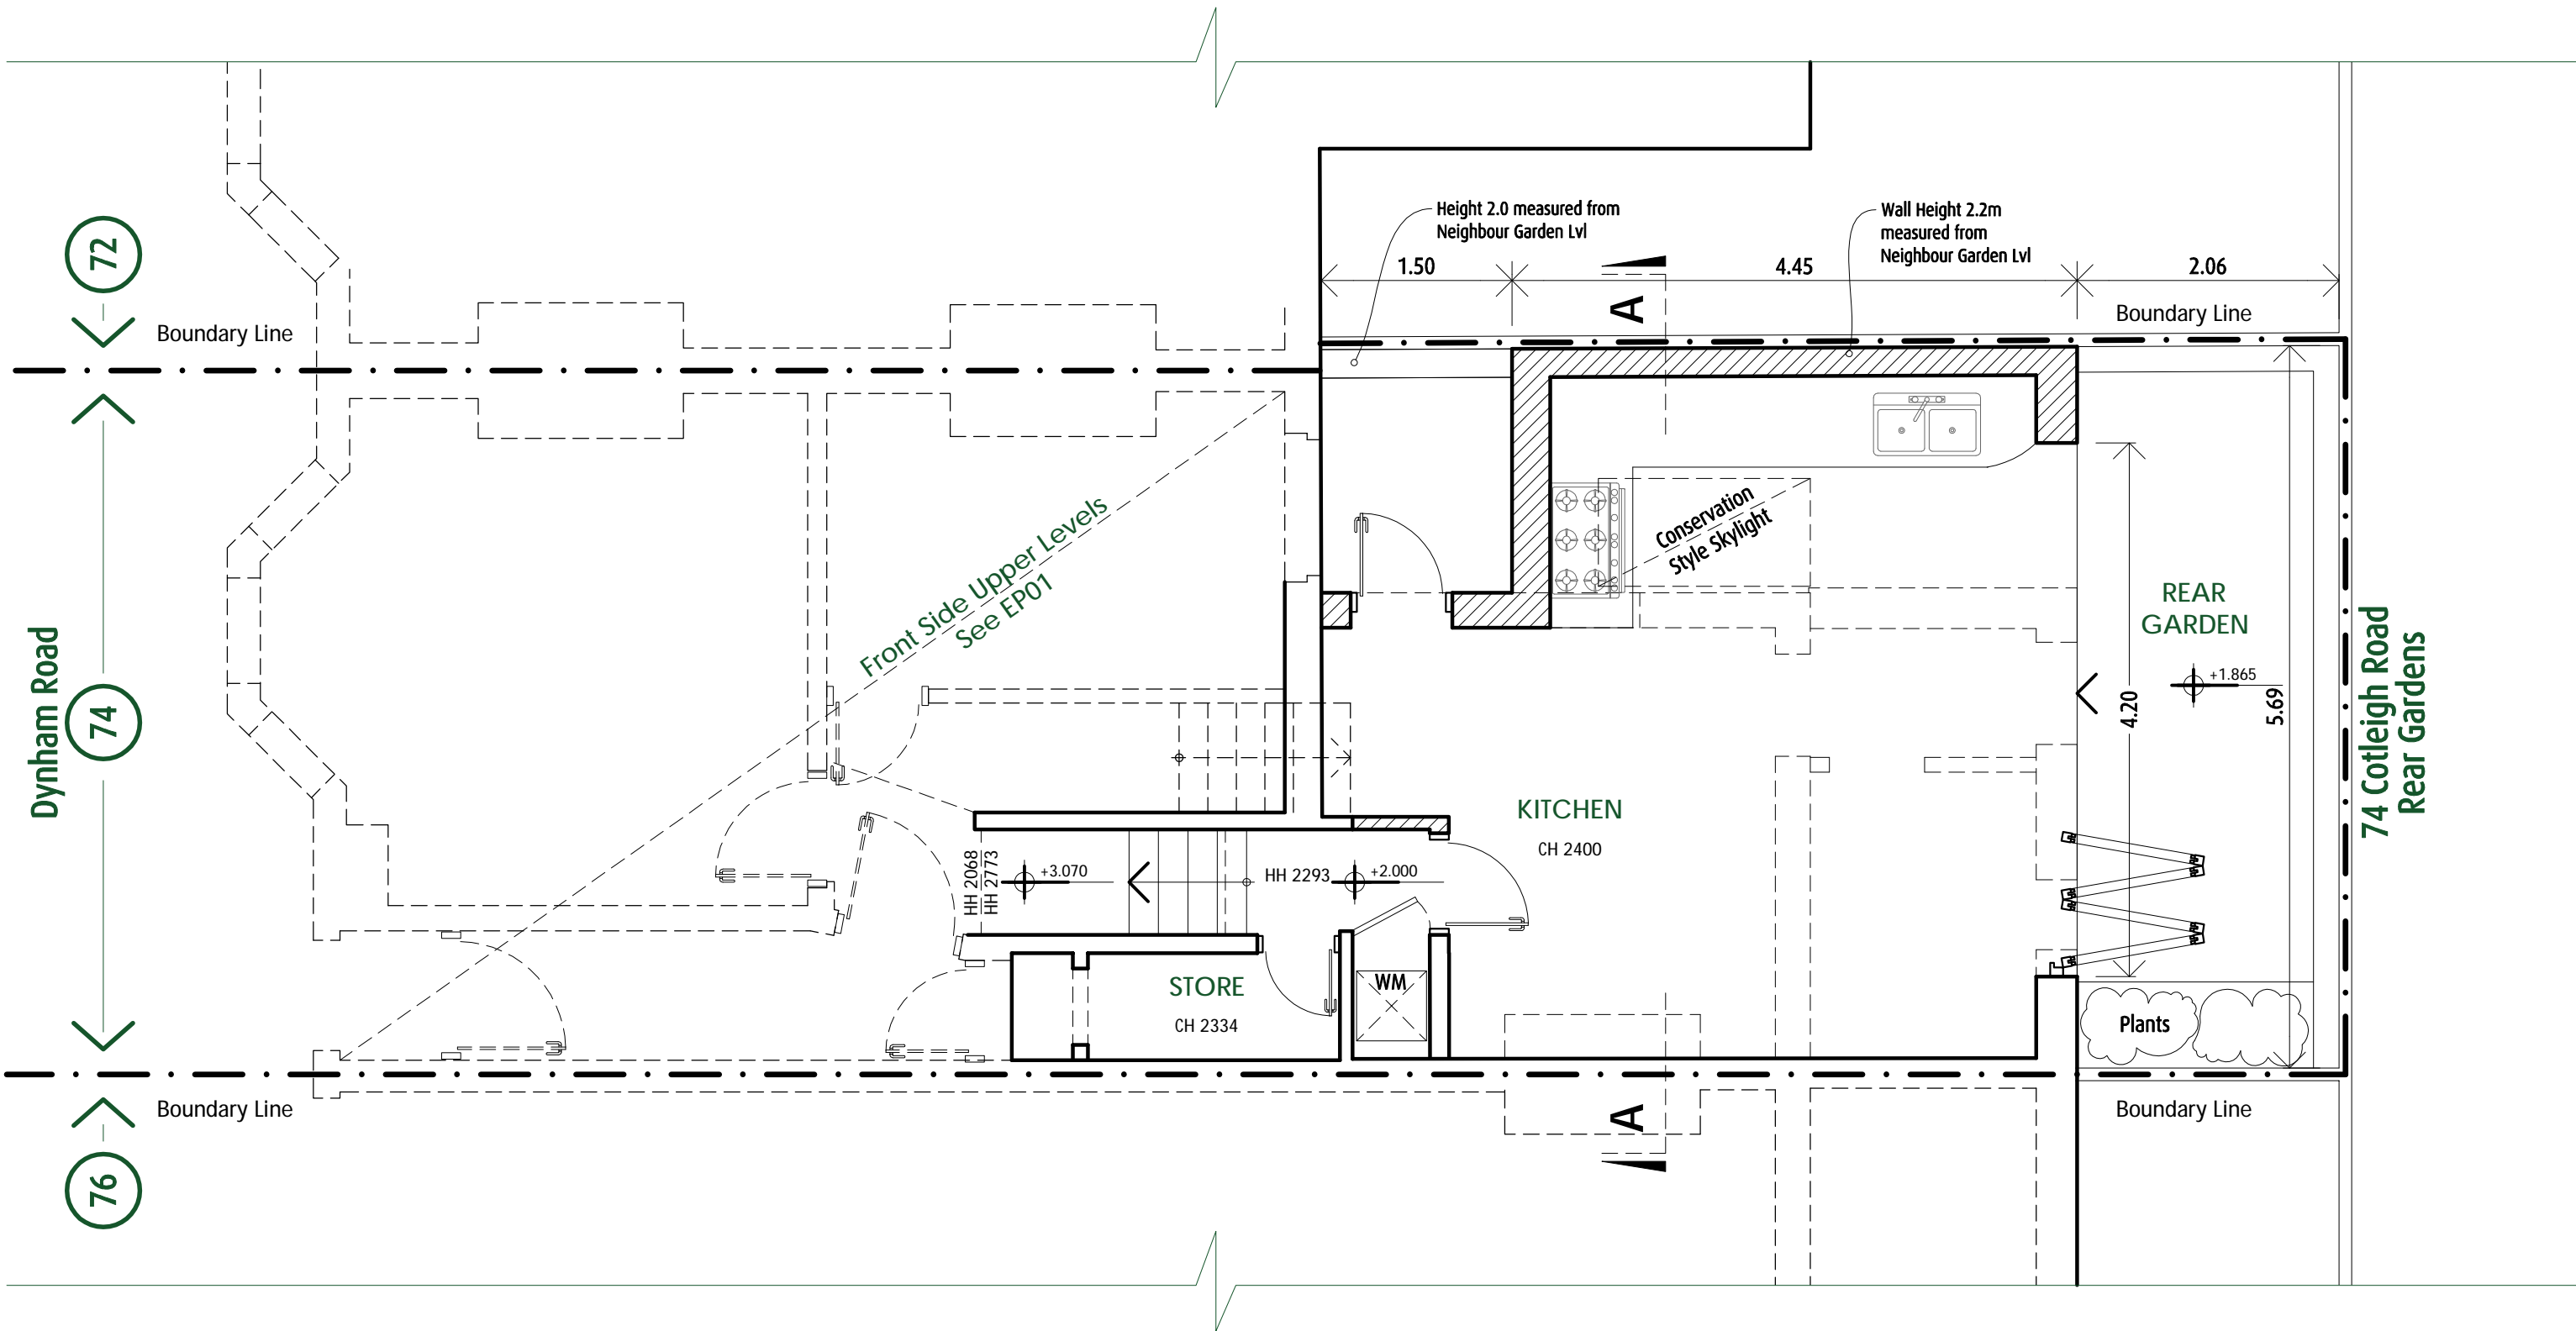 72
Boundary Line
Height 2.0 measured from
Neighbour Garden Lvl
Wall Height 2.2m
measured from
Neighbour Garden Lvl
1.50
4.45
2.06
A
Boundary Line
Dynham Road
74
Front Side Upper Levels
See EP01
Conservation
Style Skylight
REAR
GARDEN
+1.865
4.20
5.69
74 Cotleigh Road
Rear Gardens
KITCHEN
CH 2400
HH 2068
HH 2773
+3.070
HH 2293
+2.000
STORE
CH 2334
WM
Plants
Boundary Line
A
Boundary Line
76